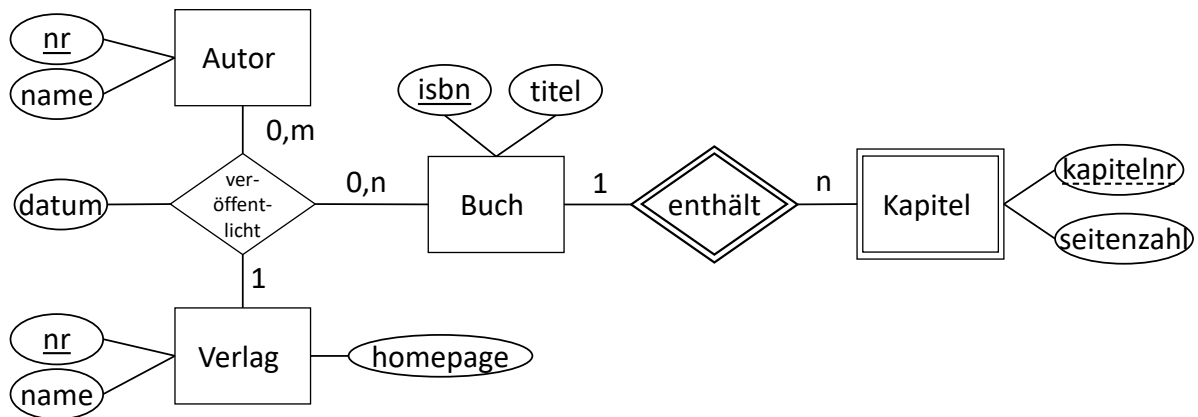 nr
Autor
name
0,m
isbn
titel
datum
ver-
öffent-
licht
0,n
Buch
1
enthält
n
Kapitel
kapitelnr
seitenzahl
1
nr
name
Verlag
homepage